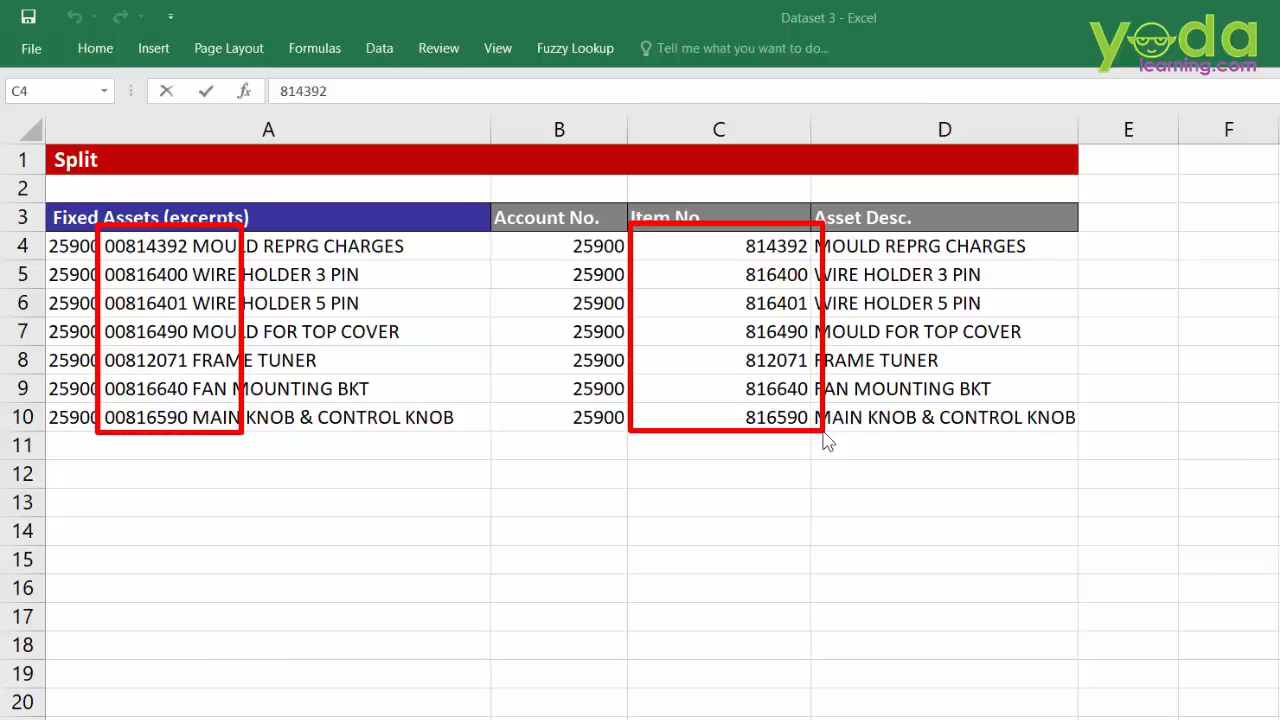 Dataset 3 - Excel
yoda
learning.com
File Home Insert Page Layout Formulas Data Review View Fuzzy Lookup Tell me what you want to do...
C4 fx 814392
A B C D E F
1 Split
2
3 Fixed Assets (excerpts) Account No. Item No. Asset Desc.
4 25900 00814392 MOULD REPRG CHARGES 25900 814392 MOULD REPRG CHARGES
5 25900 00816400 WIRE HOLDER 3 PIN 25900 816400 WIRE HOLDER 3 PIN
6 25900 00816401 WIRE HOLDER 5 PIN 25900 816401 WIRE HOLDER 5 PIN
7 25900 00816490 MOULD FOR TOP COVER 25900 816490 MOULD FOR TOP COVER
8 25900 00812071 FRAME TUNER 25900 812071 FRAME TUNER
9 25900 00816640 FAN MOUNTING BKT 25900 816640 FAN MOUNTING BKT
10 25900 00816590 MAIN KNOB & CONTROL KNOB 25900 816590 MAIN KNOB & CONTROL KNOB
11
12
13
14
15
16
17
18
19
20